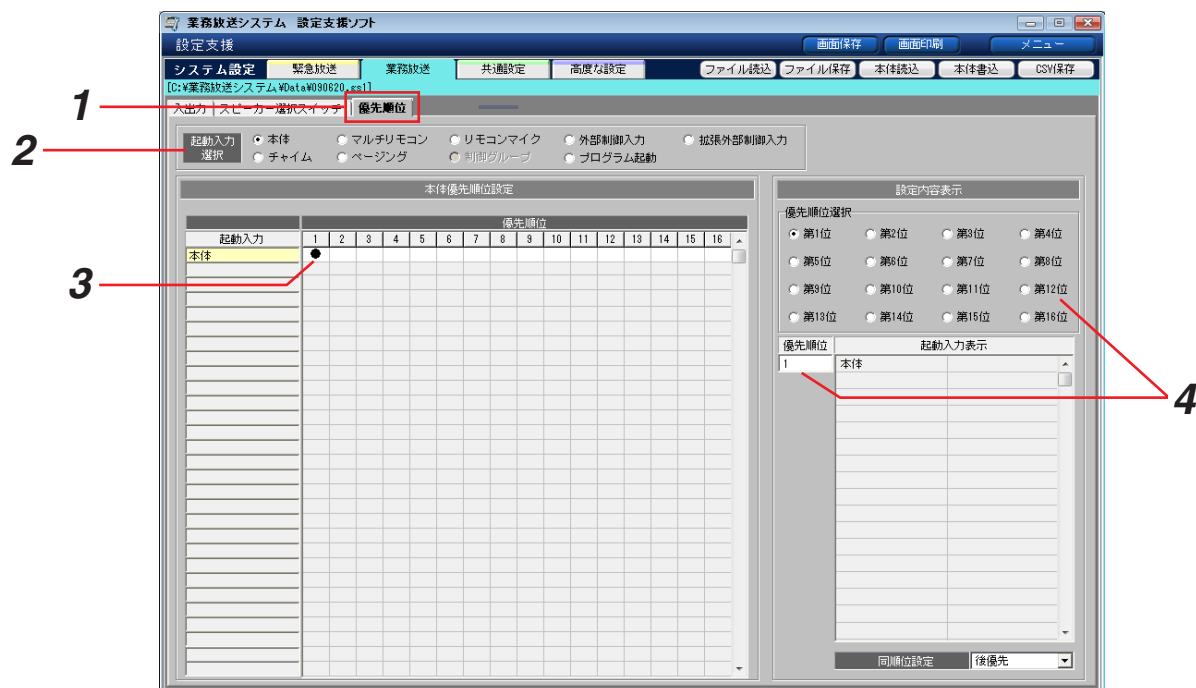 業務放送システム 設定支援ソフト
設定支援 画面保存 画面印刷 メニュー
システム設定 緊急放送 業務放送 共通設定 高度な設定 ファイル読込 ファイル保存 本体読込 本体書込 CSV保存
[C:¥業務放送システム¥Data¥090620.gsl]
1
入出力 スピーカー選択スイッチ 優先順位
2
起動入力選択
本体 マルチリモコン リモコンマイク 外部制御入力 拡張外部制御入力
チャイム ページング 制御グループ プログラム起動
本体優先順位設定
優先順位
起動入力 1 2 3 4 5 6 7 8 9 10 11 12 13 14 15 16
本体
3
設定内容表示
優先順位選択
第1位 第2位 第3位 第4位
第5位 第6位 第7位 第8位
第9位 第10位 第11位 第12位
第13位 第14位 第15位 第16位
優先順位 起動入力表示
1 本体
4
同順位設定 後優先